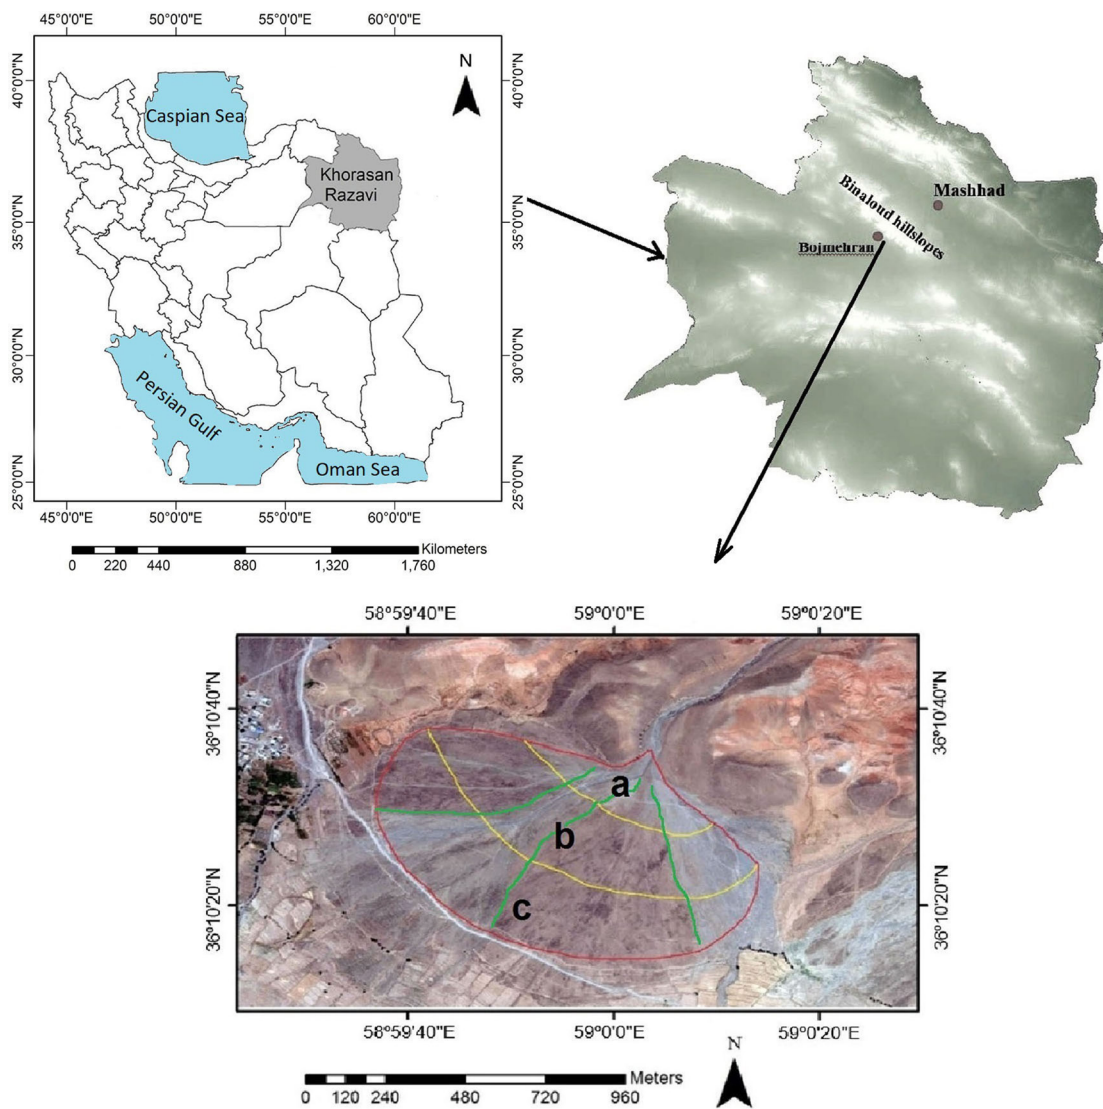 45°0'0"E 50°0'0"E 55°0'0"E 60°0'0"E
40°0'0"N
35°0'0"N
30°0'0"N
25°0'0"N
N
Caspian Sea
Khorasan
Razavi
Persian Gulf
Oman Sea
40°0'0"N
35°0'0"N
30°0'0"N
25°0'0"N
45°0'0"E 50°0'0"E 55°0'0"E 60°0'0"E
Kilometers
0 220 440 880 1,320 1,760
Mashhad
Binaloud hillslopes
Bojmehran
58°59'40"E 59°0'0"E 59°0'20"E
36°10'40"N
36°10'20"N
a
b
c
36°10'40"N
36°10'20"N
58°59'40"E 59°0'0"E 59°0'20"E
N
Meters
0 120 240 480 720 960